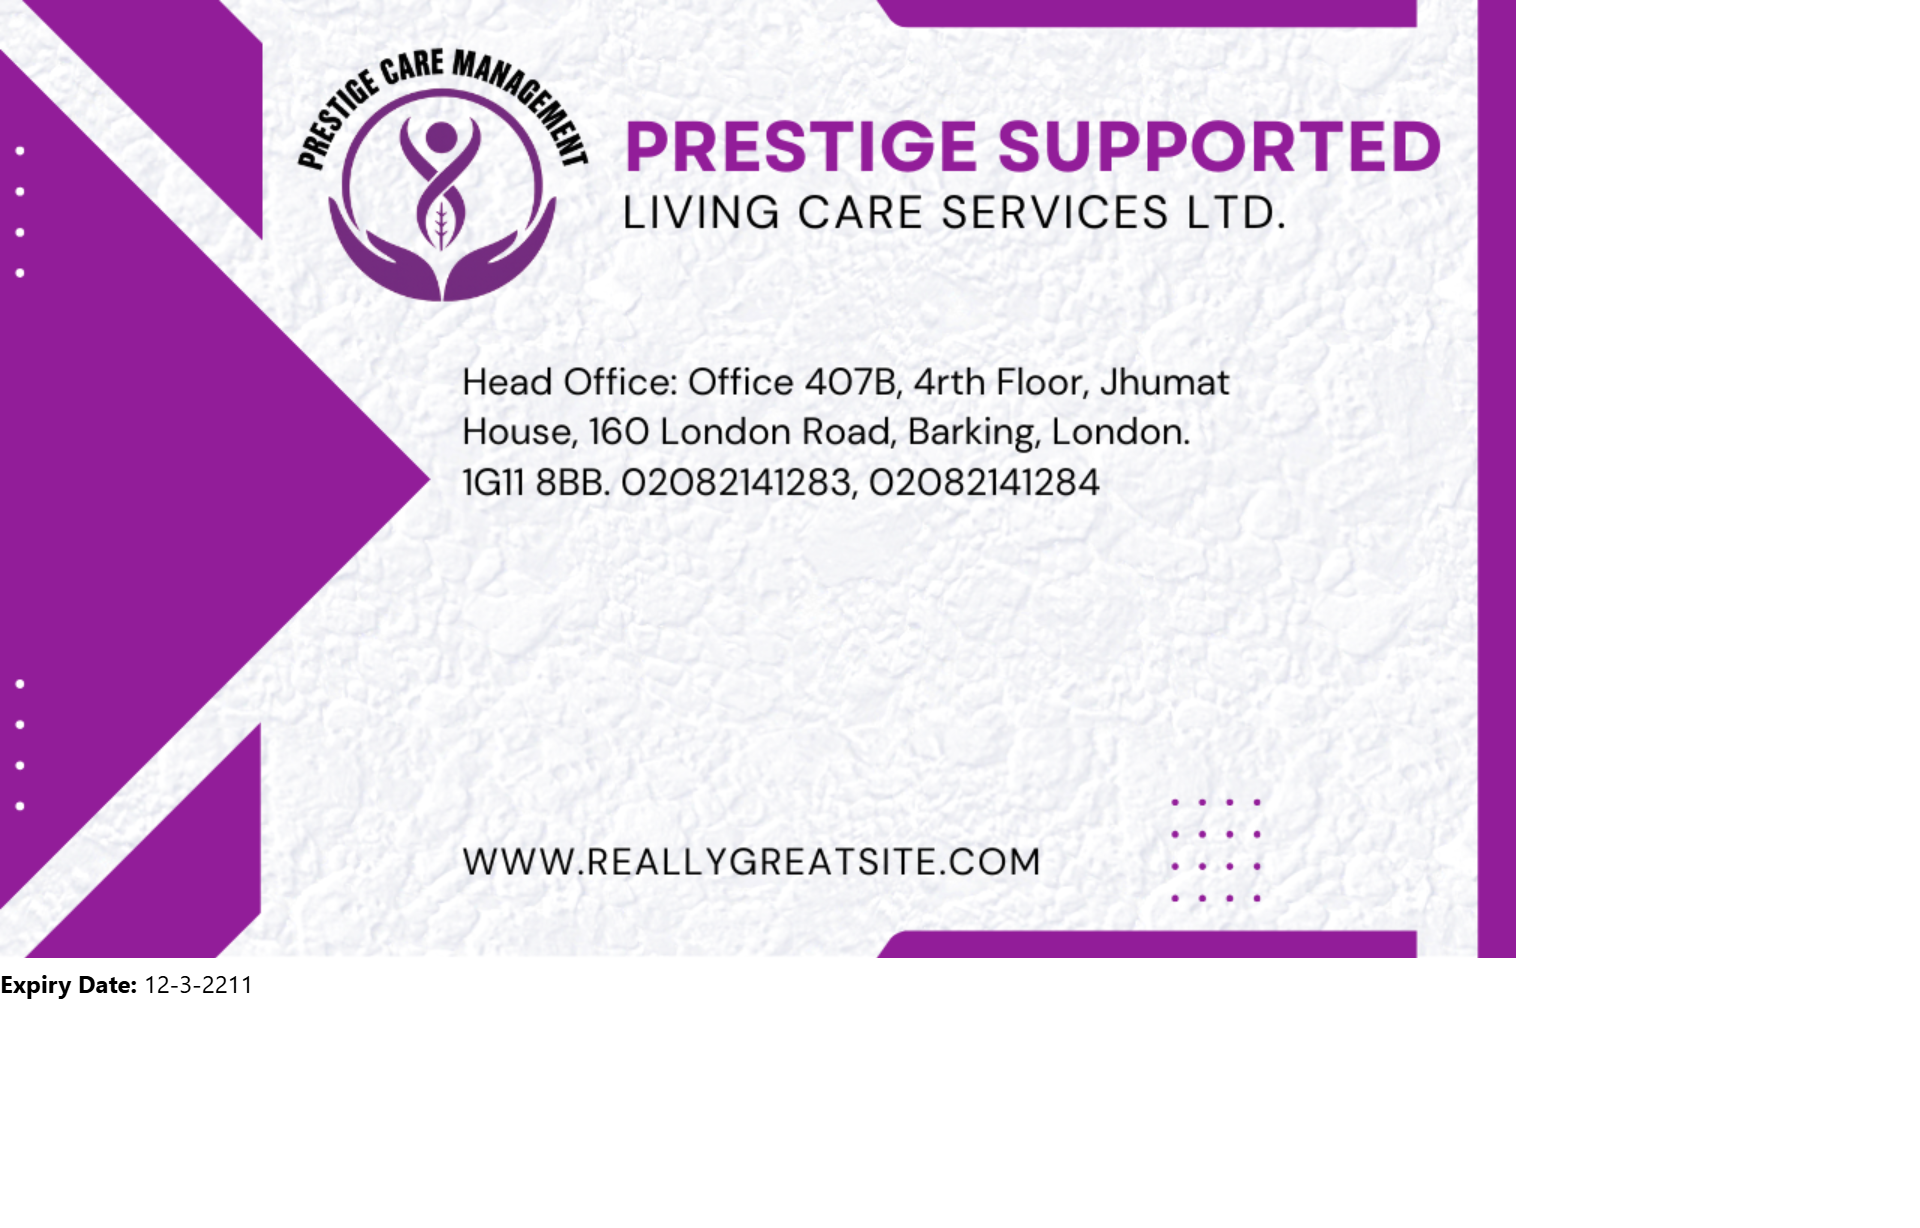 PRESTIGE CARE MANAGEMENT
PRESTIGE SUPPORTED
LIVING CARE SERVICES LTD.
Head Office: Office 407B, 4rth Floor, Jhumat
House, 160 London Road, Barking, London.
1G11 8BB. 02082141283, 02082141284
WWW.REALLYGREATSITE.COM
Expiry Date: 12-3-2211